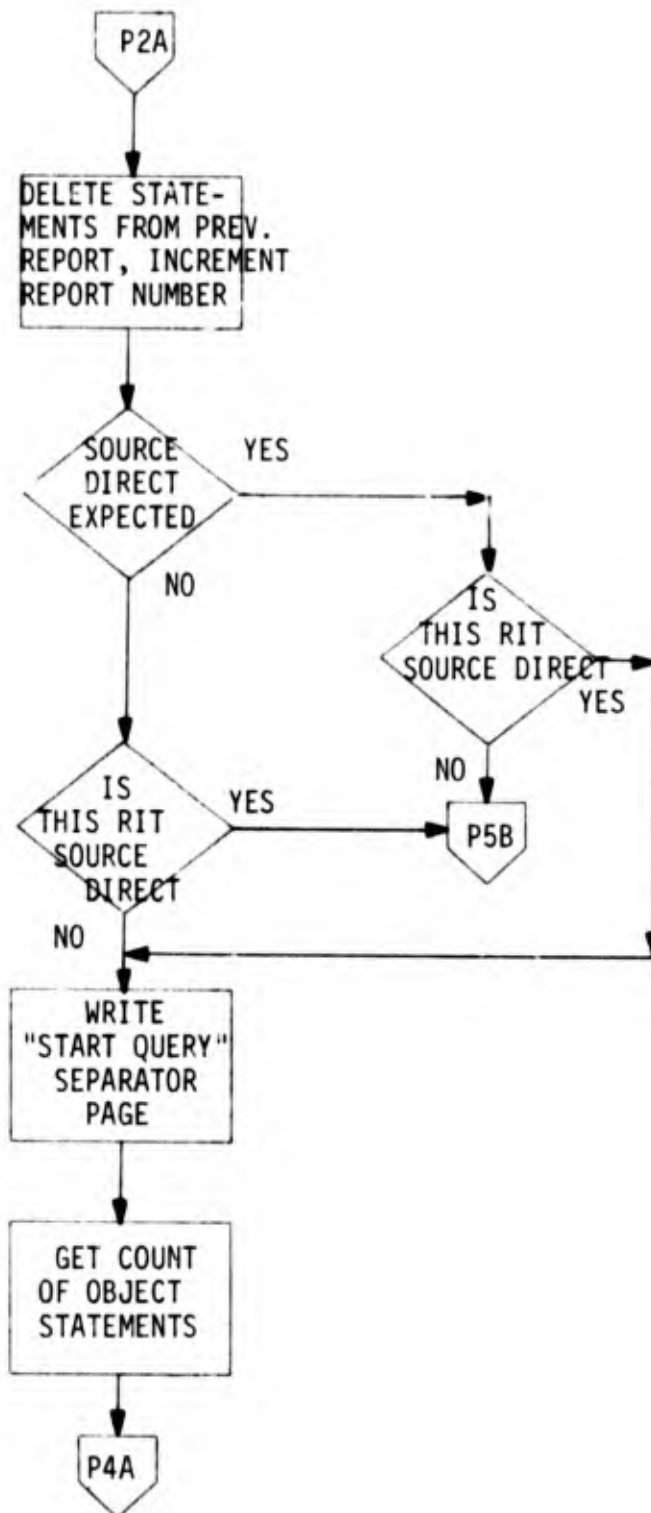 P2A
DELETE STATE-
MENTS FROM PREV.
REPORT, INCREMENT
REPORT NUMBER
SOURCE
DIRECT
EXPECTED
YES
NO
IS
THIS RIT
SOURCE DIRECT
YES
NO
P5B
IS
THIS RIT
SOURCE
DIRECT
YES
NO
WRITE
"START QUERY"
SEPARATOR
PAGE
GET COUNT
OF OBJECT
STATEMENTS
P4A